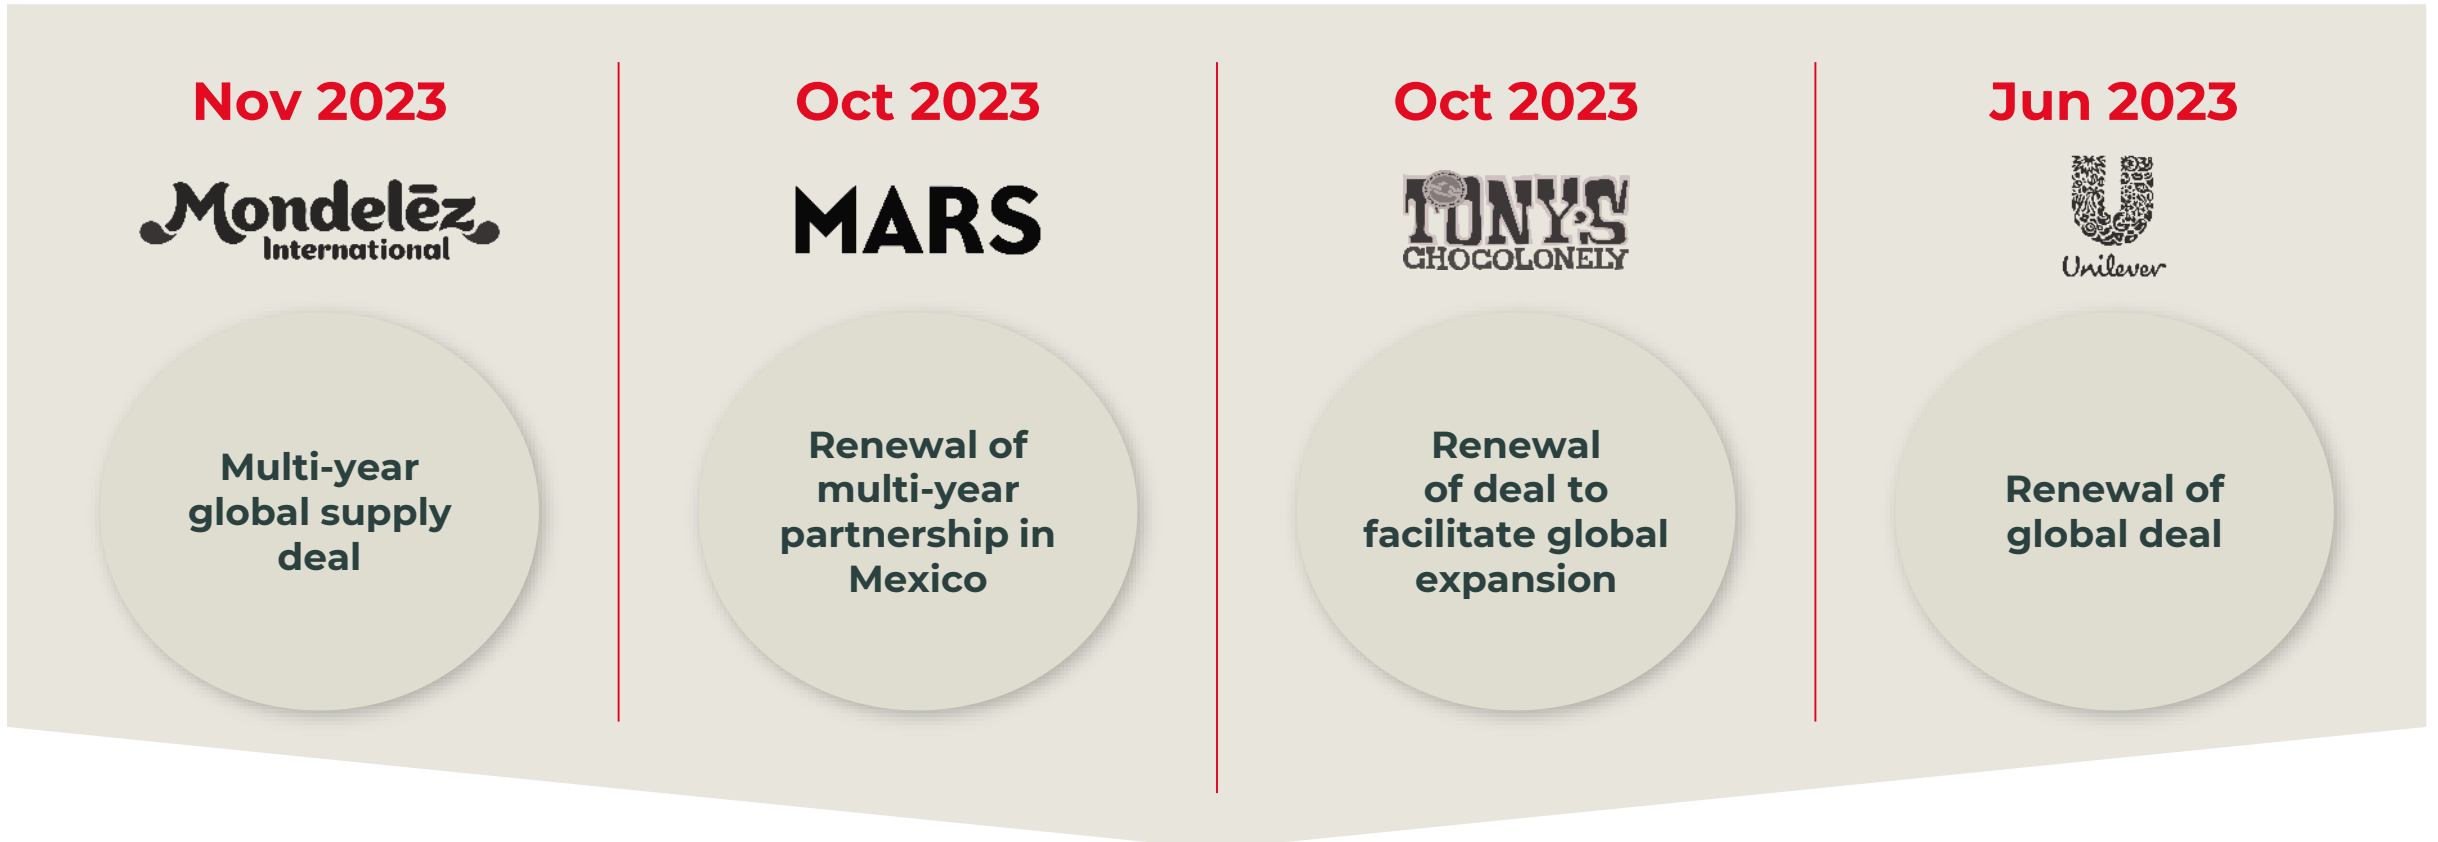 Nov 2023
Mondelēz
International
Multi-year
global supply
deal
Oct 2023
MARS
Renewal of
multi-year
partnership in
Mexico
Oct 2023
TONY'S
CHOCOLONELY
Renewal
of deal to
facilitate global
expansion
Jun 2023
Unilever
Renewal of
global deal